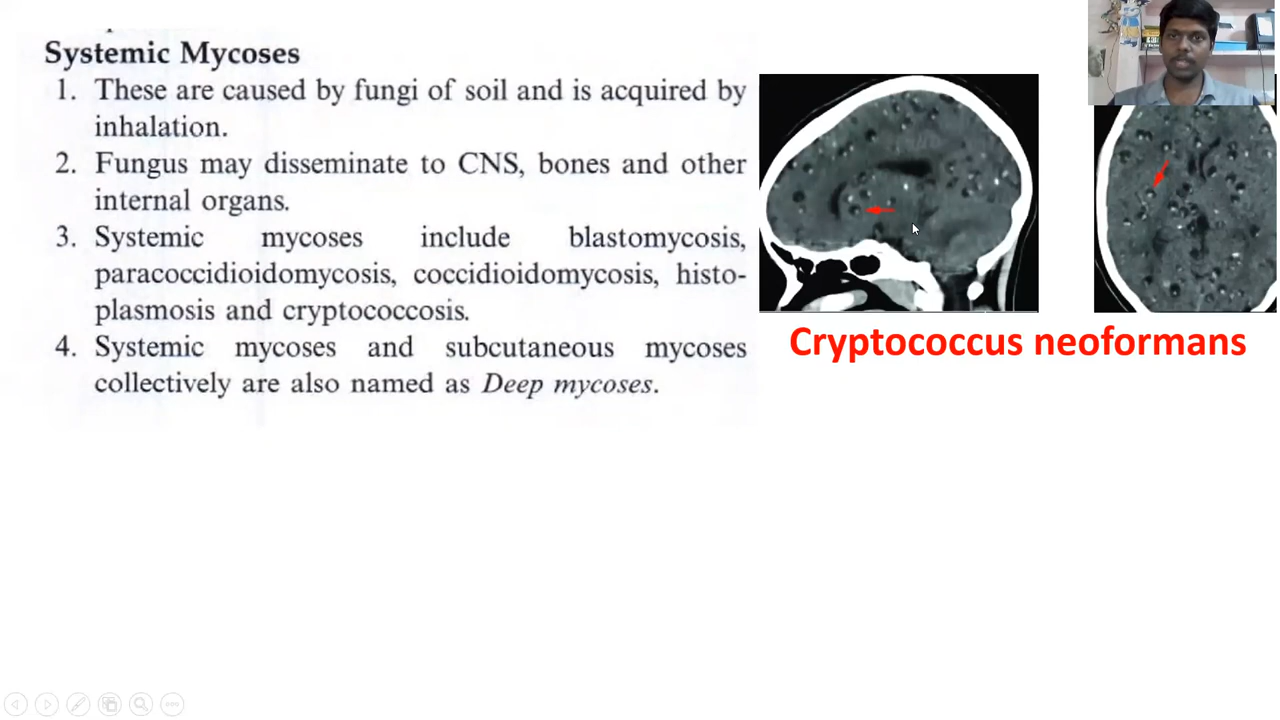 Systemic Mycoses
1. These are caused by fungi of soil and is acquired by
inhalation.
2. Fungus may disseminate to CNS, bones and other
internal organs.
3. Systemic mycoses include blastomycosis,
paracoccidioidomycosis, coccidioidomycosis, histo-
plasmosis and cryptococcosis.
4. Systemic mycoses and subcutaneous mycoses
collectively are also named as Deep mycoses.
Cryptococcus neoformans